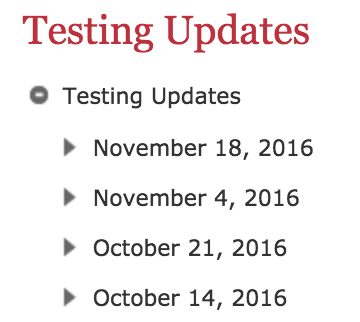 Testing Updates
Testing Updates
November 18, 2016
November 4, 2016
October 21, 2016
October 14, 2016